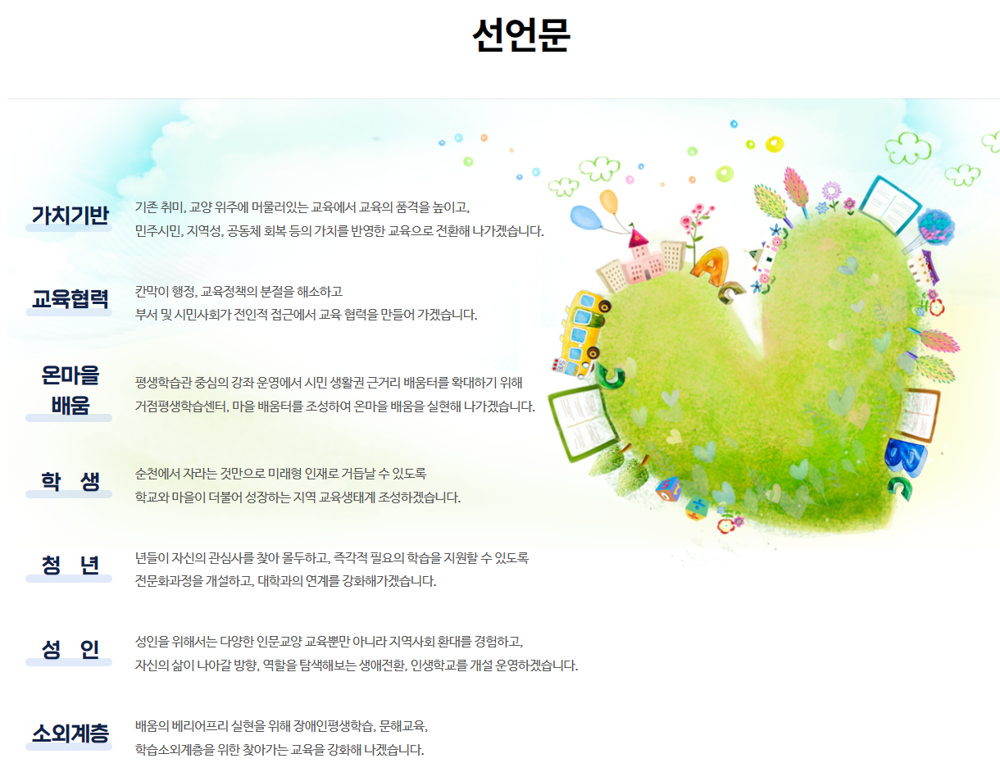 선언문
가치기반
기존 취미, 교양 위주에 머물러있는 교육에서 교육의 품격을 높이고,
민주시민, 지역성, 공동체 회복 등의 가치를 반영한 교육으로 전환해 나가겠습니다.
교육협력
칸막이 행정, 교육정책의 분절을 해소하고
부서 및 시민사회가 전인적 접근에서 교육 협력을 만들어 가겠습니다.
온마을
배움
평생학습관 중심의 강좌 운영에서 시민 생활권 근거리 배움터를 확대하기 위해
거점평생학습센터, 마을 배움터를 조성하여 온마을 배움을 실현해 나가겠습니다.
학 생
순천에서 자라는 것만으로 미래형 인재로 거듭날 수 있도록
학교와 마을이 더불어 성장하는 지역 교육생태계 조성하겠습니다.
청 년
년들이 자신의 관심사를 찾아 몰두하고, 즉각적 필요의 학습을 지원할 수 있도록
전문화과정을 개설하고, 대학과의 연계를 강화해가겠습니다.
성 인
성인을 위해서는 다양한 인문교양 교육뿐만 아니라 지역사회 환대를 경험하고,
자신의 삶이 나아갈 방향, 역할을 탐색해보는 생애전환, 인생학교를 개설 운영하겠습니다.
소외계층
배움의 베리어프리 실현을 위해 장애인평생학습, 문해교육,
학습소외계층을 위한 찾아가는 교육을 강화해 나겠습니다.
A
C
C
B
C